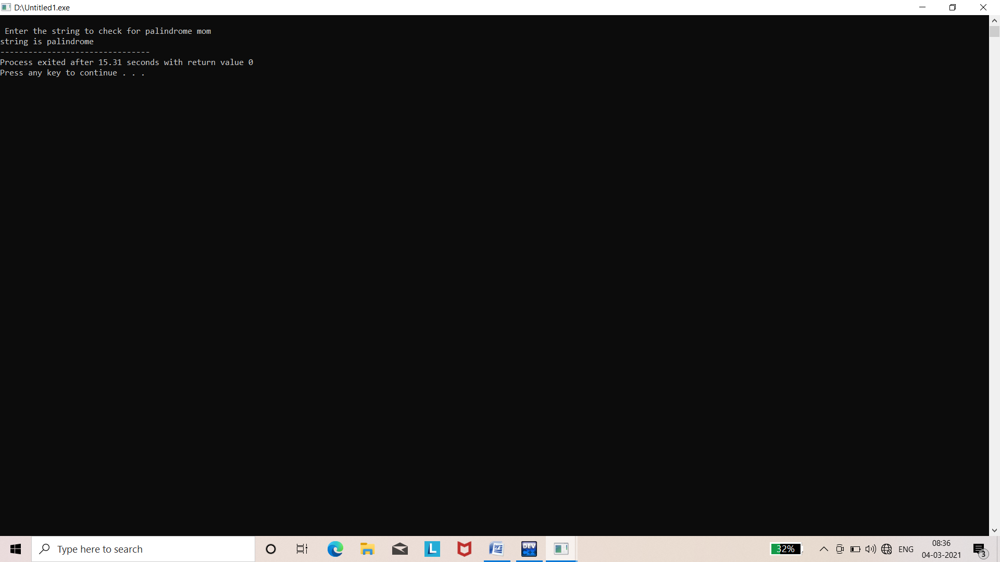 D:\Untitled1.exe
Enter the string to check for palindrome mom
string is palindrome
--------------------------------
Process exited after 15.31 seconds with return value 0
Press any key to continue . . .
Type here to search
L
W
DEV
C++
32%
ENG
08:36
04-03-2021
3